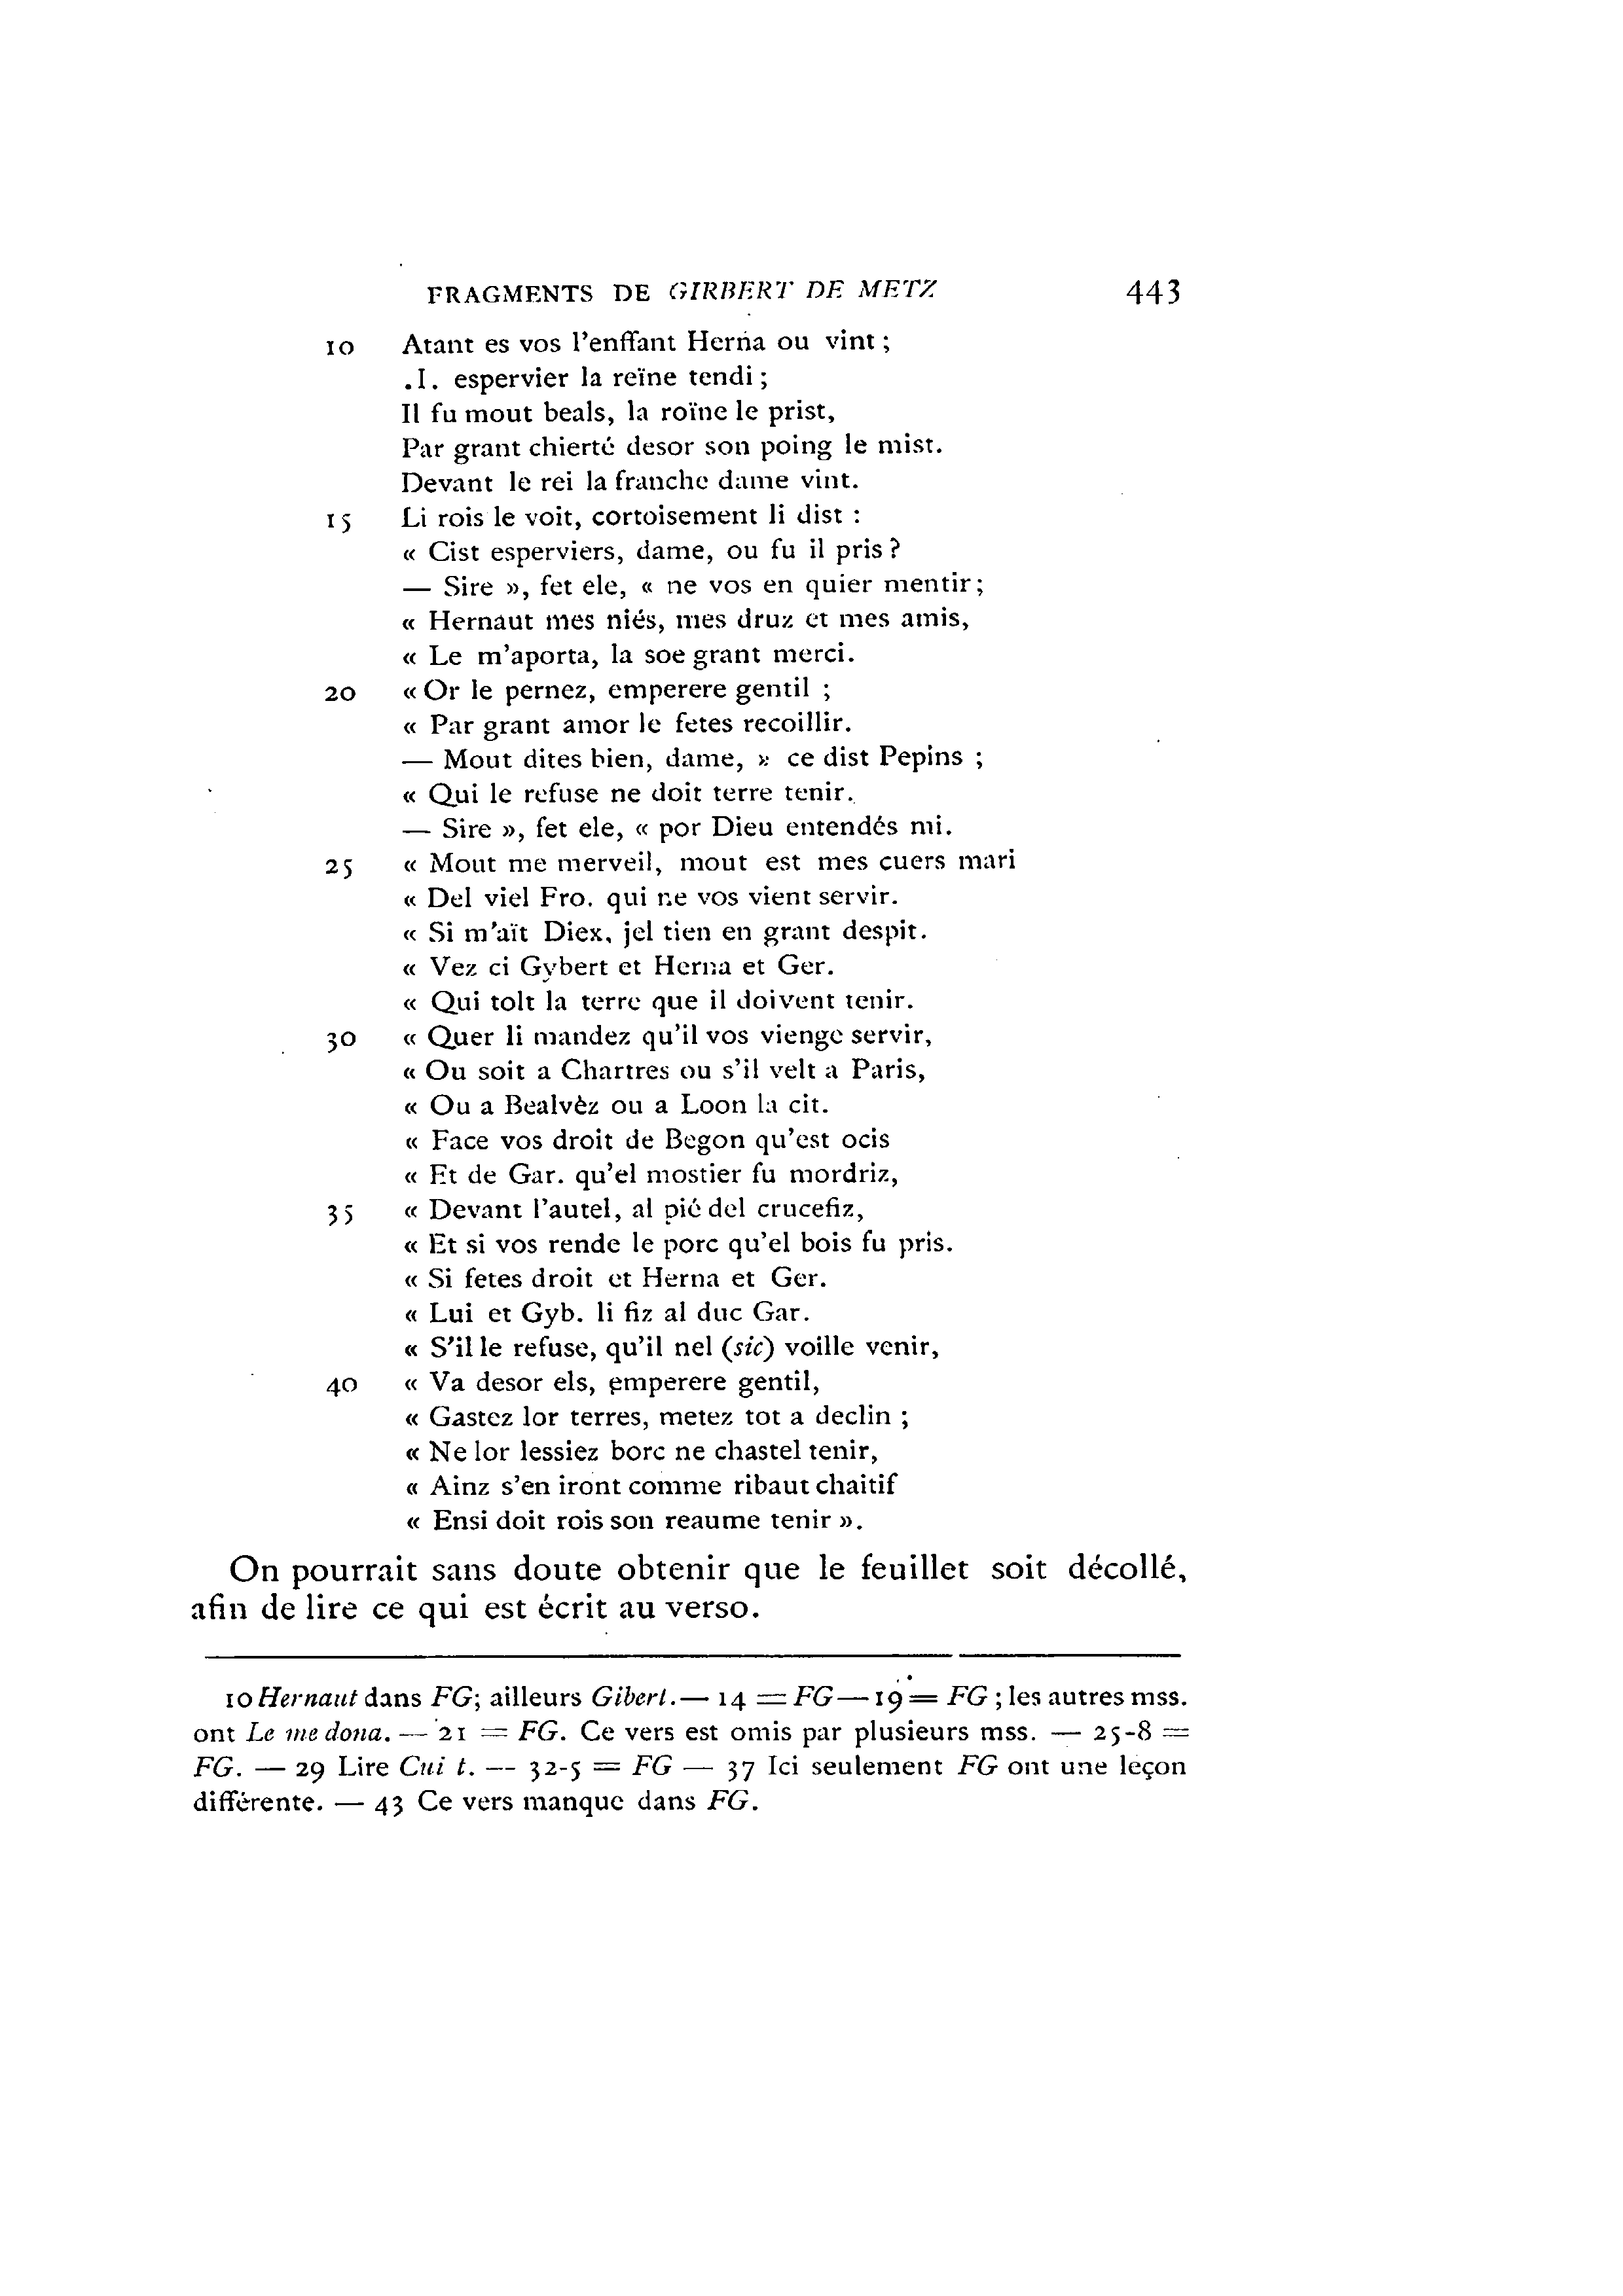 FRAGMENTS DE GIRBERT DE METZ 443
10 Atant es vos l'enffant Herna ou vint ;
.I. espervier la reïne tendi ;
Il fu mout beals, la roïne le prist,
Par grant chierté desor son poing le mist.
Devant le rei la franche dame vint.
15 Li rois le voit, cortoisement li dist :
« Cist esperviers, dame, ou fu il pris ?
— Sire », fet ele, « ne vos en quier mentir ;
« Hernaut mes niés, mes druz et mes amis,
« Le m'aporta, la soe grant merci.
20 « Or le pernez, emperere gentil ;
« Par grant amor le fetes recoillir.
— Mout dites bien, dame, » ce dist Pepins ;
« Qui le refuse ne doit terre tenir.
— Sire », fet ele, « por Dieu entendés mi.
25 « Mout me merveil, mout est mes cuers mari
« Del viel Fro. qui ne vos vient servir.
« Si m'aït Diex, jel tien en grant despit.
« Vez ci Gybert et Herna et Ger.
« Qui tolt la terre que il doivent tenir.
30 « Quer li mandez qu'il vos vienge servir,
« Ou soit a Chartres ou s'il velt a Paris,
« Ou a Bealvèz ou a Loon la cit.
« Face vos droit de Begon qu'est ocis
« Et de Gar. qu'el mostier fu mordriz,
35 « Devant l'autel, al pié del crucefiz,
« Et si vos rende le porc qu'el bois fu pris.
« Si fetes droit et Herna et Ger.
« Lui et Gyb. li fiz al duc Gar.
« S'il le refuse, qu'il nel (sic) voille venir,
40 « Va desor els, emperere gentil,
« Gastez lor terres, metez tot a declin ;
« Ne lor lessiez borc ne chastel tenir,
« Ainz s'en iront comme ribaut chaitif
« Ensi doit rois son reaume tenir ».
On pourrait sans doute obtenir que le feuillet soit décollé,
afin de lire ce qui est écrit au verso.
10 Hernaut dans FG; ailleurs Gibert. — 14 = FG — 19 = FG ; les autres mss.
ont Le me dona. — 21 = FG. Ce vers est omis par plusieurs mss. — 25-8 =
FG. — 29 Lire Cui t. — 32-5 = FG — 37 Ici seulement FG ont une leçon
différente. — 43 Ce vers manque dans FG.